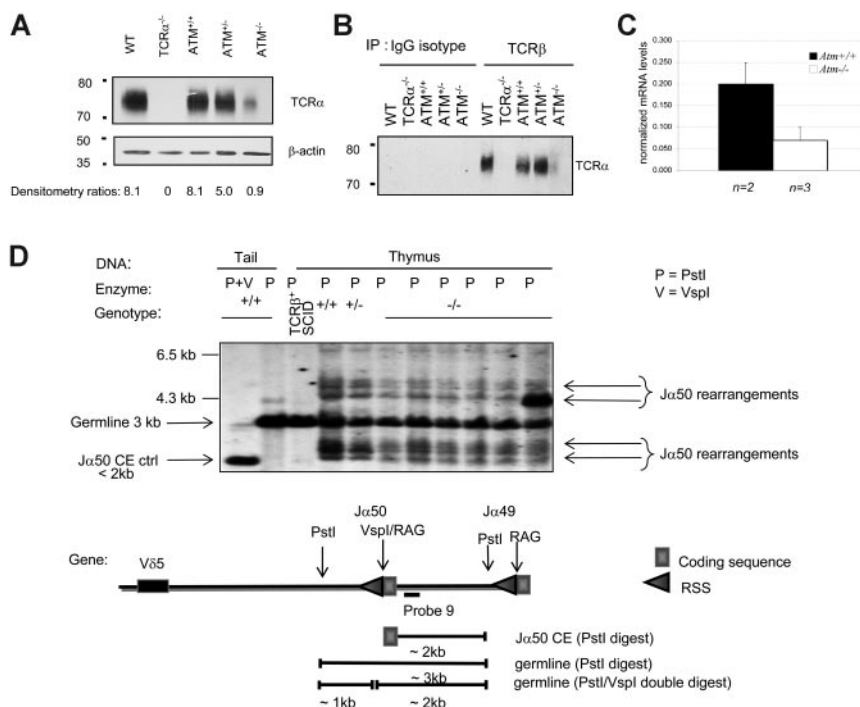 A
WT
TCRα-/-
ATM+/+
ATM+/-
ATM-/-
80
70
TCRα
50
35
β-actin
Densitometry ratios: 8.1 0 8.1 5.0 0.9
B
IP : IgG isotype TCRβ
WT
TCRα-/-
ATM+/+
ATM+/-
ATM-/-
WT
TCRα-/-
ATM+/+
ATM+/-
ATM-/-
80
70
TCRα
C
normalized mRNA levels
0.300
0.250
0.200
0.150
0.100
0.050
0.000
Atm+/+
Atm-/-
n=2 n=3
D
DNA: Tail Thymus
Enzyme: P+V P P P P P P P P P P
Genotype: +/+ TCRβ+ SCID +/+ +/- -/-
P = PstI
V = VspI
6.5 kb
4.3 kb
Germline 3 kb
Jα50 CE ctrl
< 2kb
Jα50 rearrangements
Jα50 rearrangements
Jα50 Jα49
PstI VspI/RAG PstI RAG
Gene: Vδ5
Probe 9
Coding sequence
RSS
Jα50 CE (PstI digest)
~ 2kb
germline (PstI digest)
~ 3kb
germline (PstI/VspI double digest)
~ 1kb ~ 2kb